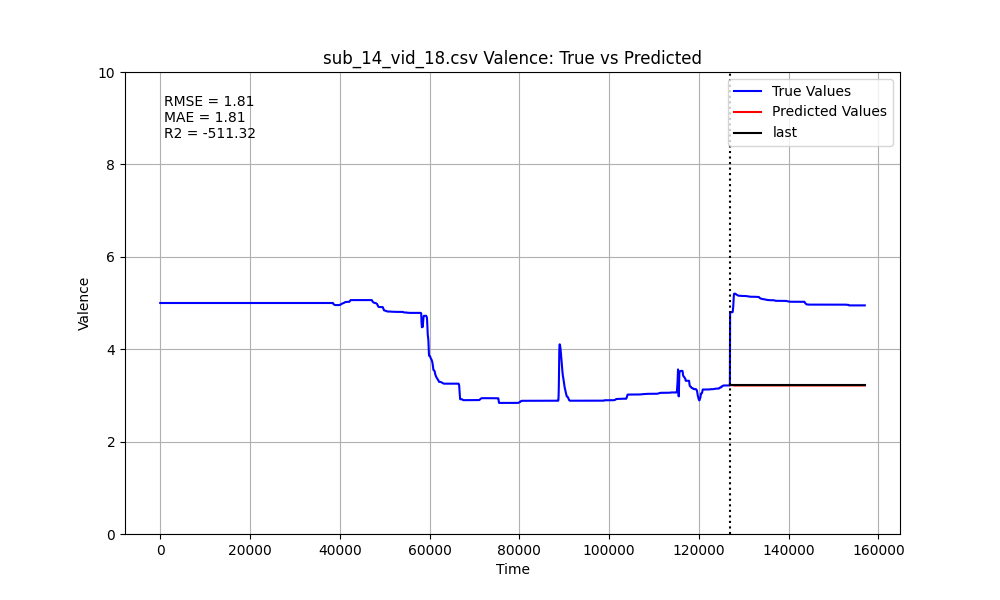 sub_14_vid_18.csv Valence: True vs Predicted
RMSE = 1.81
MAE = 1.81
R2 = -511.32
True Values
Predicted Values
last
10
8
6
4
2
0
Valence
0
20000
40000
60000
80000
100000
120000
140000
160000
Time